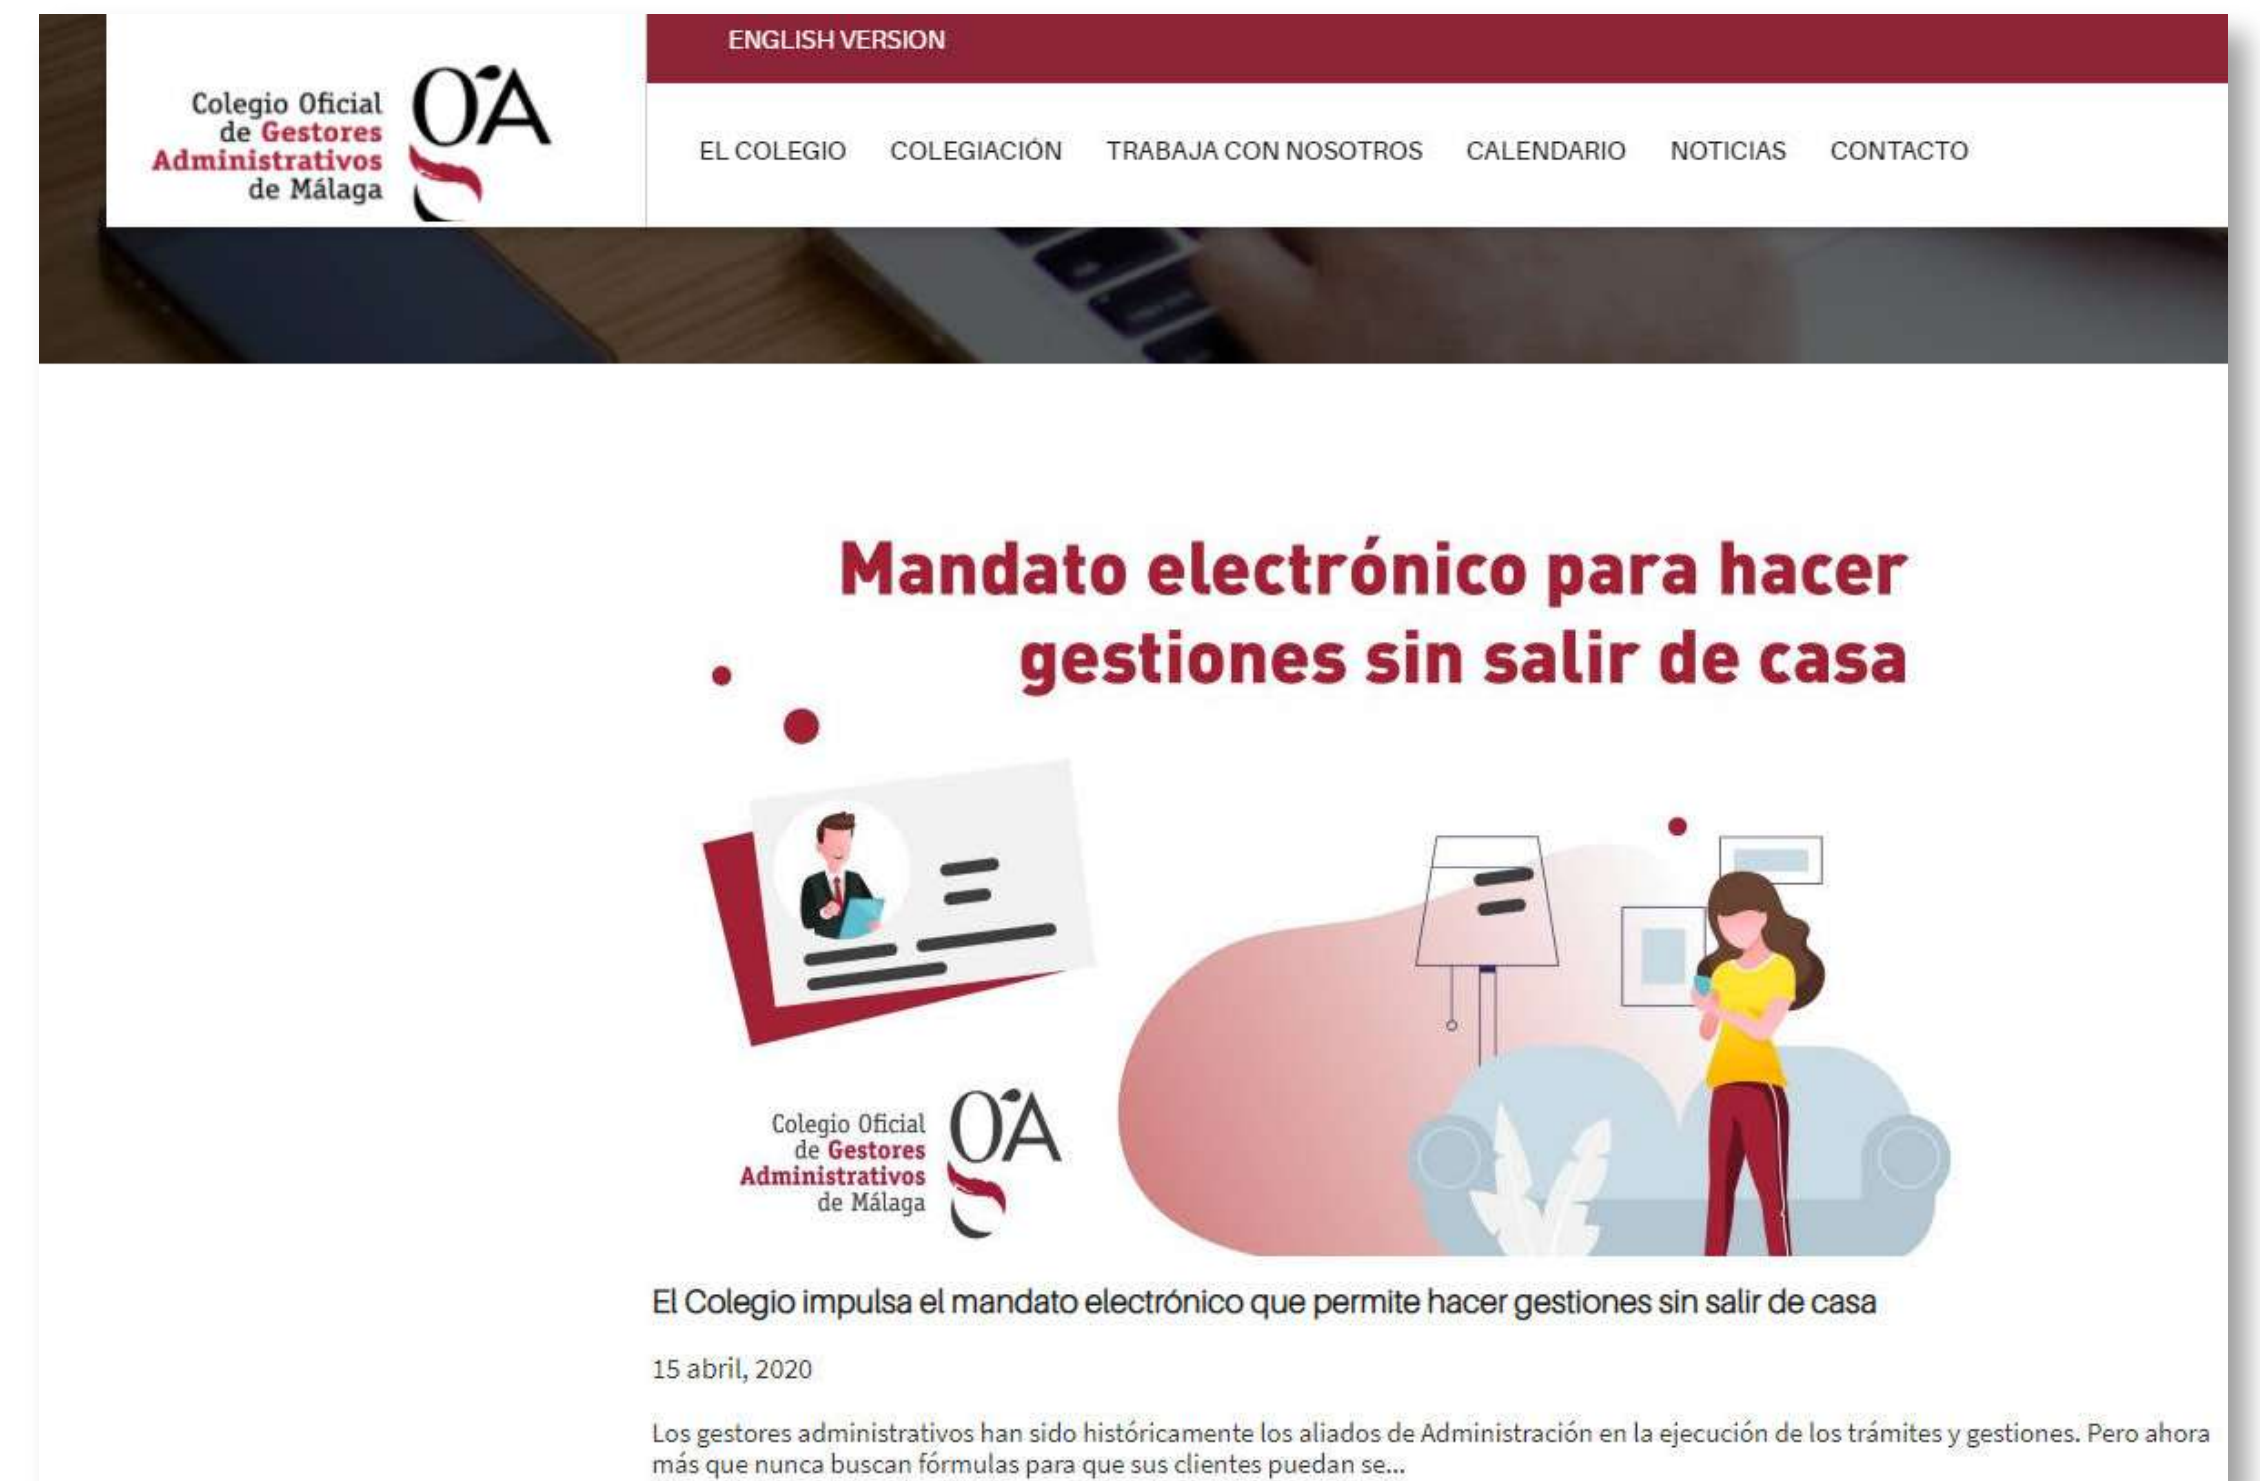 ENGLISH VERSION
Colegio Oficial
de Gestores
Administrativos
de Málaga
OA
EL COLEGIO COLEGIACIÓN TRABAJA CON NOSOTROS CALENDARIO NOTICIAS CONTACTO
Mandato electrónico para hacer
gestiones sin salir de casa
Colegio Oficial
de Gestores
Administrativos
de Málaga
OA
El Colegio impulsa el mandato electrónico que permite hacer gestiones sin salir de casa
15 abril, 2020
Los gestores administrativos han sido históricamente los aliados de Administración en la ejecución de los trámites y gestiones. Pero ahora
más que nunca buscan fórmulas para que sus clientes puedan se...